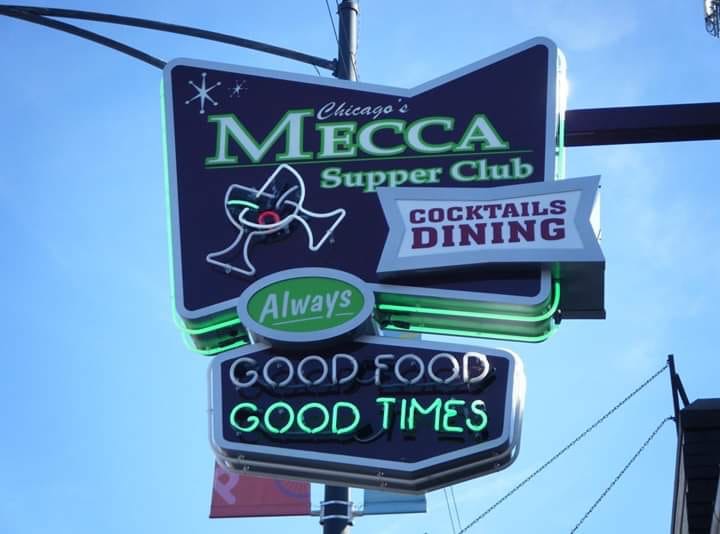 Chicago's
MECCA
Supper Club
COCKTAILS
DINING
Always
GOOD FOOD
GOOD TIMES